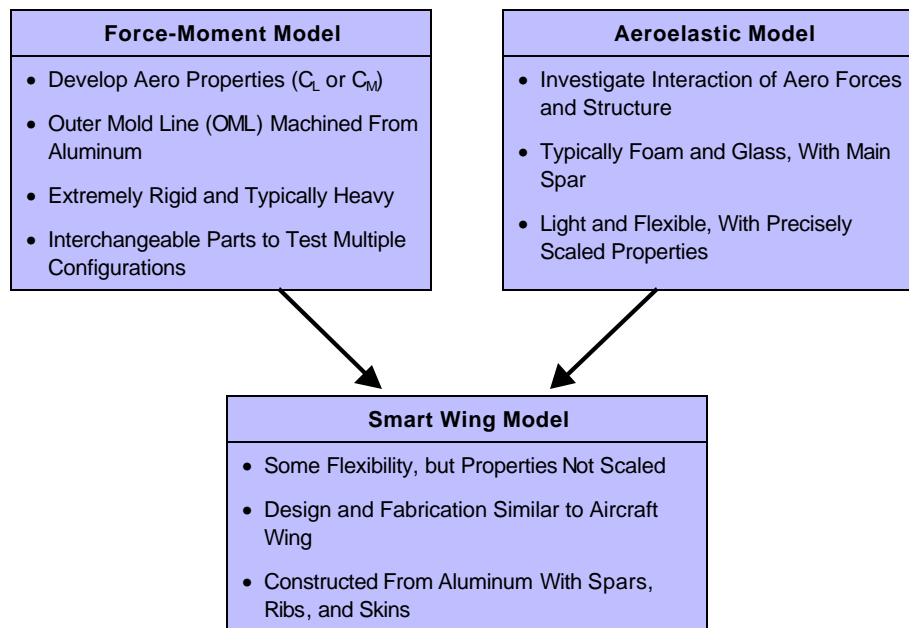 Force-Moment Model
• Develop Aero Properties (CL or CM)
• Outer Mold Line (OML) Machined From
Aluminum
• Extremely Rigid and Typically Heavy
• Interchangeable Parts to Test Multiple
Configurations
Aeroelastic Model
• Investigate Interaction of Aero Forces
and Structure
• Typically Foam and Glass, With Main
Spar
• Light and Flexible, With Precisely
Scaled Properties
Smart Wing Model
• Some Flexibility, but Properties Not Scaled
• Design and Fabrication Similar to Aircraft
Wing
• Constructed From Aluminum With Spars,
Ribs, and Skins